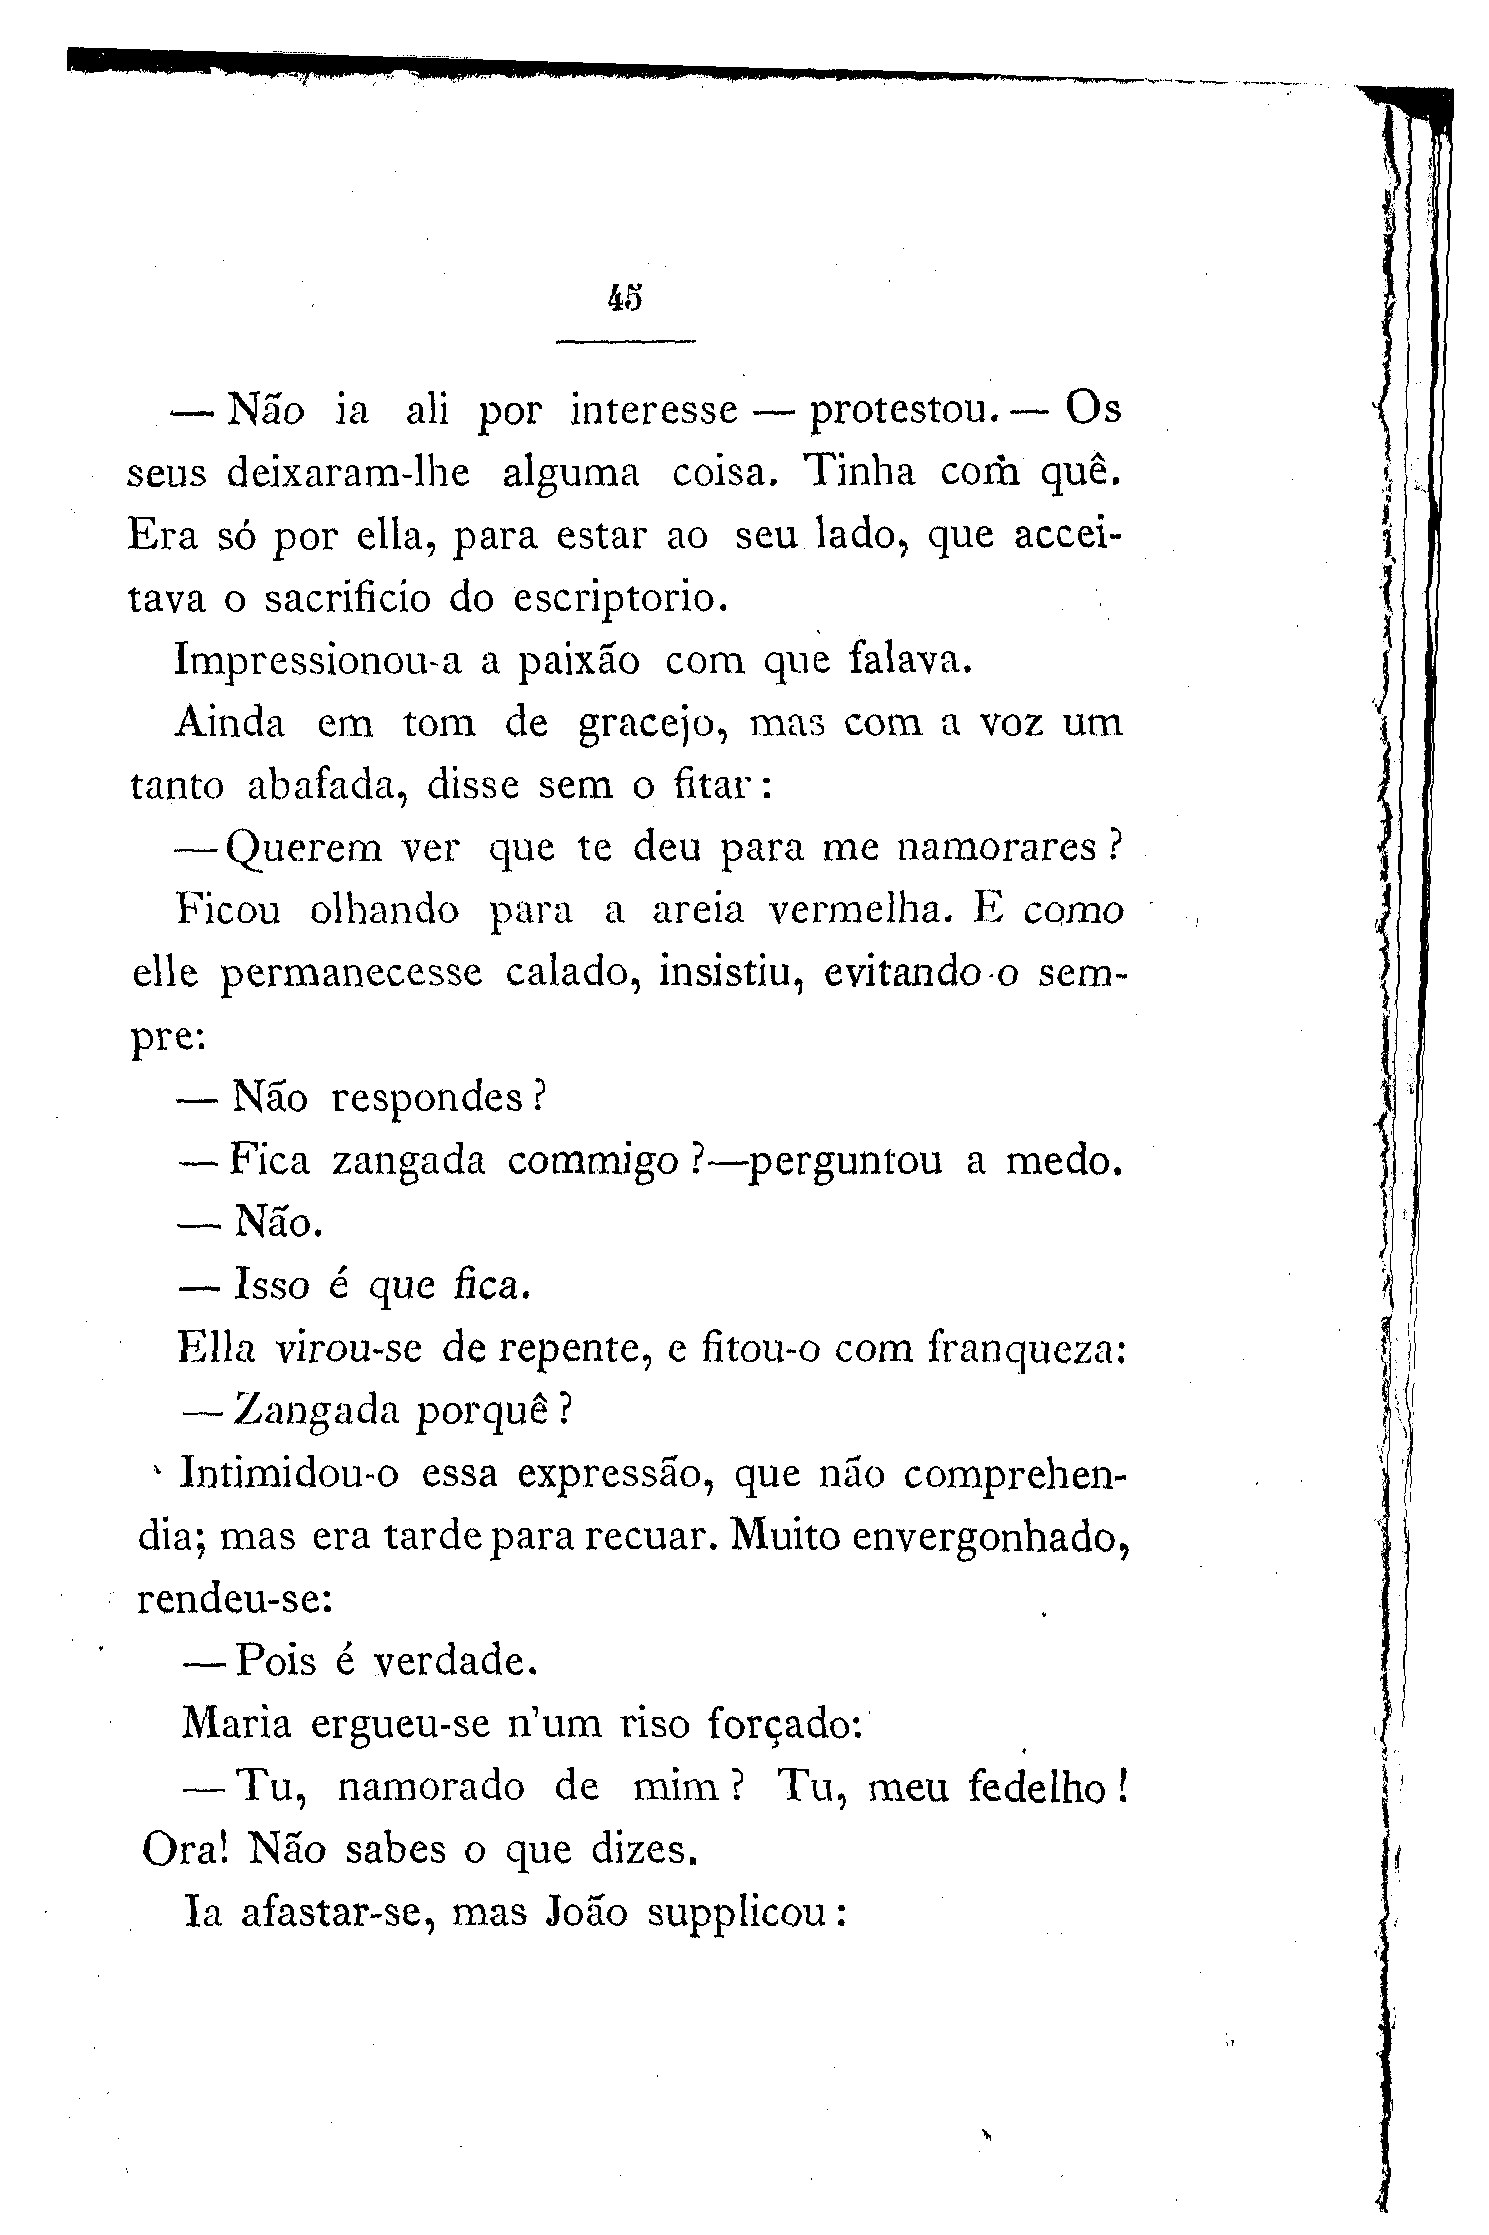 45
— Não ia ali por interesse — protestou. — Os
seus deixaram-lhe alguma coisa. Tinha com quê.
Era só por ella, para estar ao seu lado, que accei-
tava o sacrificio do escriptorio.
Impressionou-a a paixão com que falava.
Ainda em tom de gracejo, mas com a voz um
tanto abafada, disse sem o fitar:
— Querem ver que te deu para me namorares?
Ficou olhando para a areia vermelha. E como
elle permanecesse calado, insistiu, evitando-o sem-
pre:
— Não respondes?
— Fica zangada commigo?—perguntou a medo.
— Não.
— Isso é que fica.
Ella virou-se de repente, e fitou-o com franqueza:
— Zangada porquê?
Intimidou-o essa expressão, que não comprehen-
dia; mas era tarde para recuar. Muito envergonhado,
rendeu-se:
— Pois é verdade.
Maria ergueu-se n'um riso forçado:
— Tu, namorado de mim? Tu, meu fedelho!
Ora! Não sabes o que dizes.
Ia afastar-se, mas João supplicou: